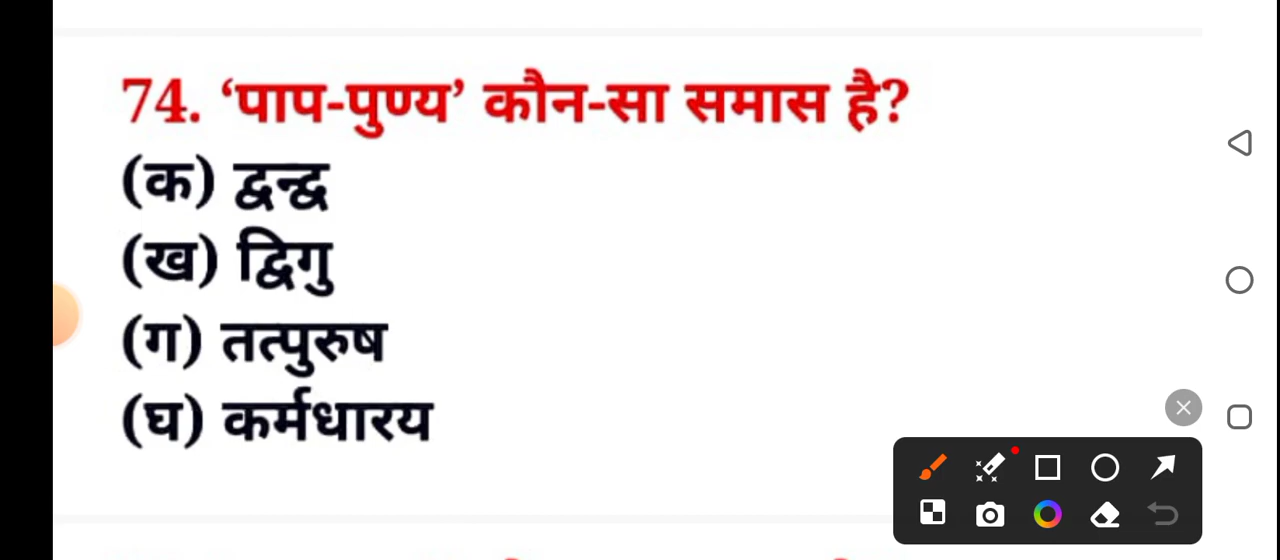 74. ‘पाप-पुण्य’ कौन-सा समास है?
(क) द्वन्द्व
(ख) द्विगु
(ग) तत्पुरुष
(घ) कर्मधारय